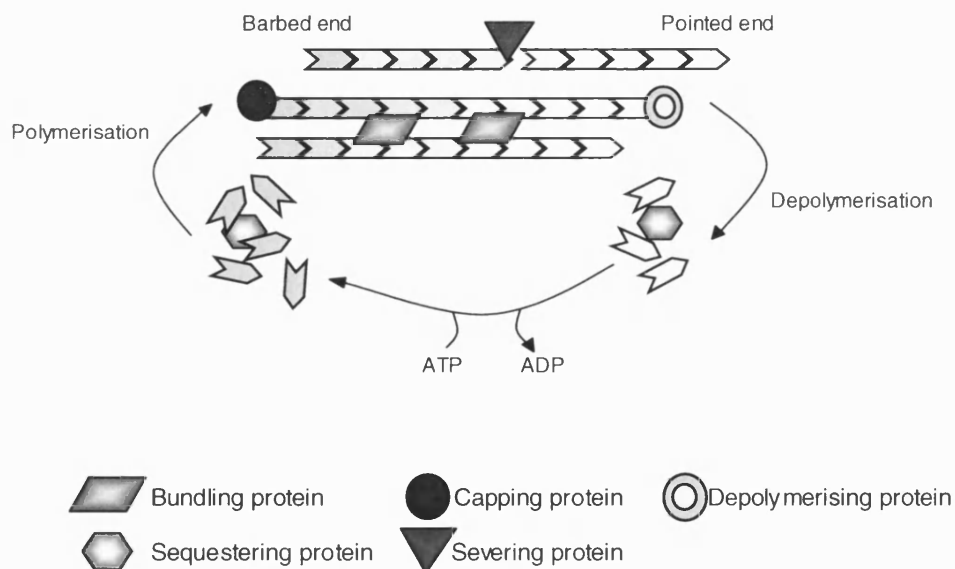 Barbed end
Pointed end
Polymerisation
Depolymerisation
ATP
ADP
Bundling protein
Capping protein
Depolymerising protein
Sequestering protein
Severing protein